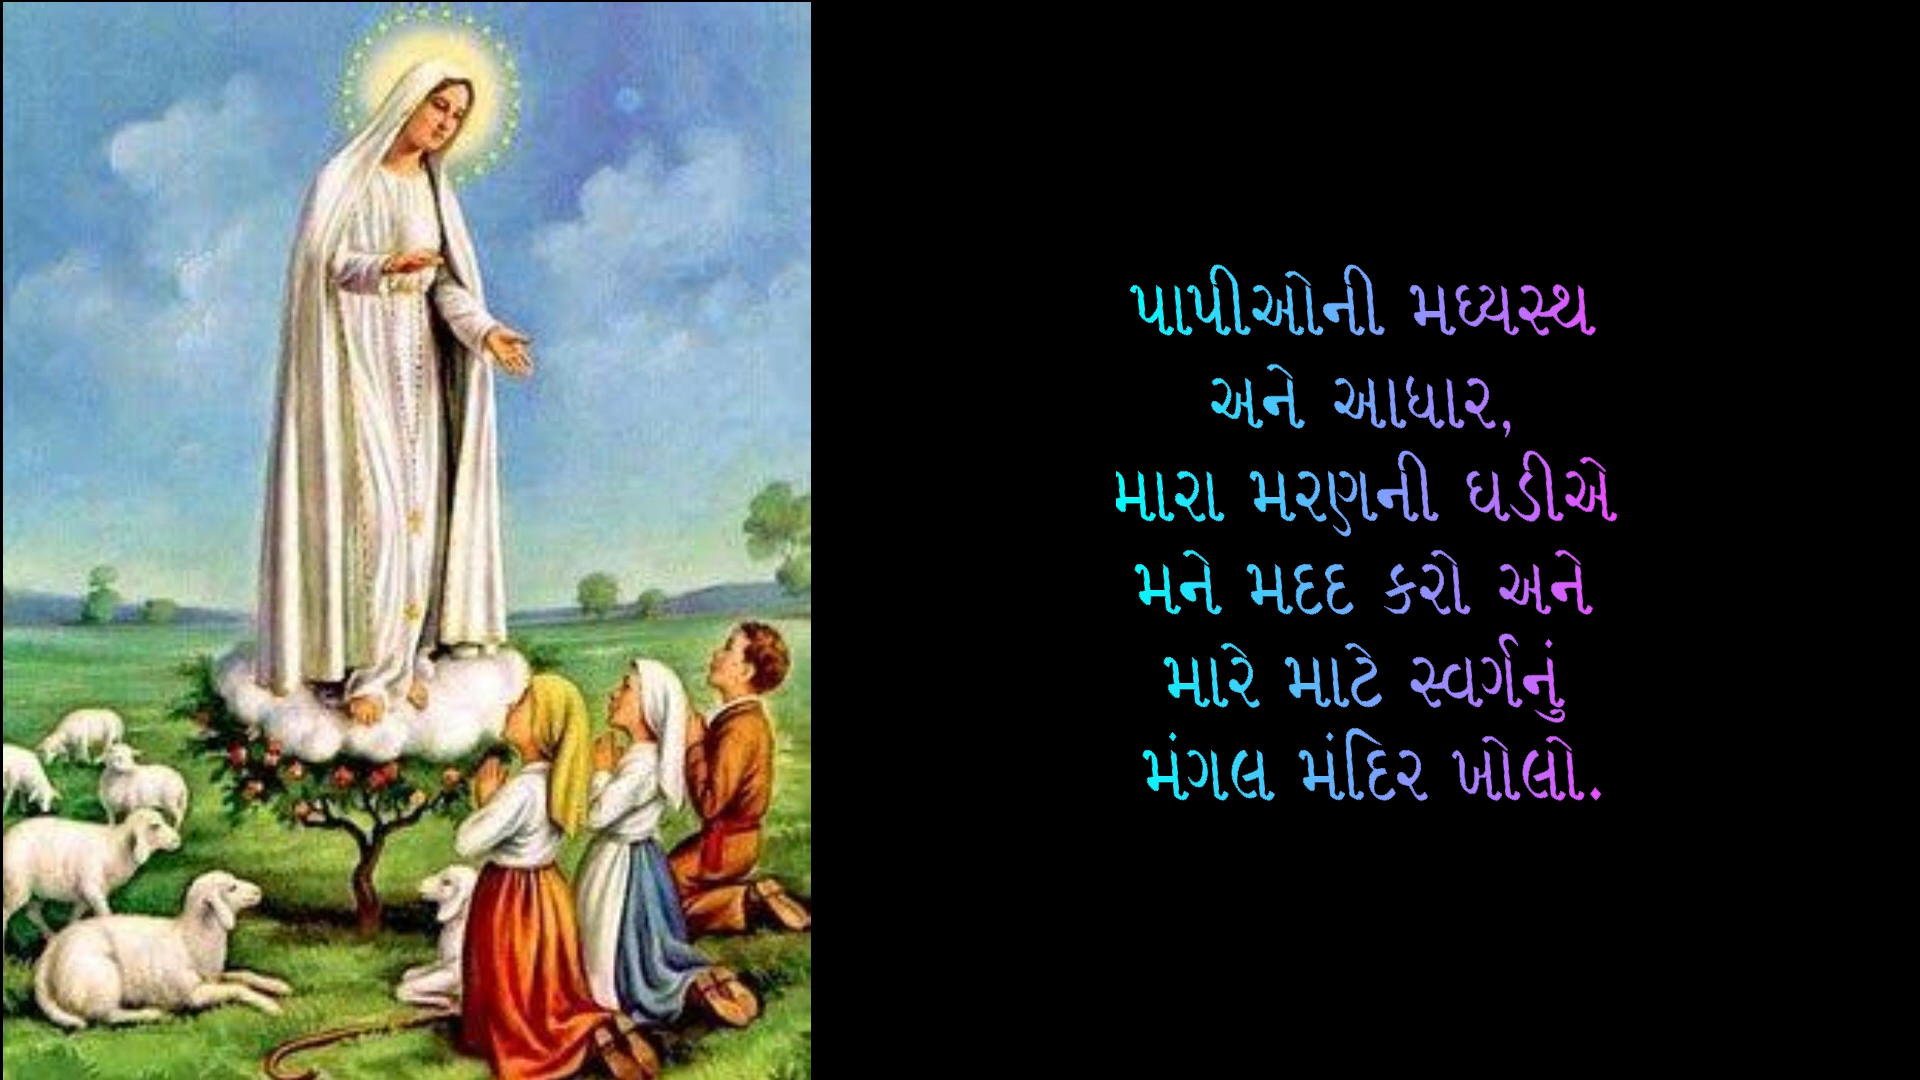 પાપીઓની મધ્યસ્થ
અને આધાર,
મારા મરણની ઘડીએ
મને મદદ કરો અને
મારે માટે સ્વર્ગનું
મંગલ મંદિર ખોલો.